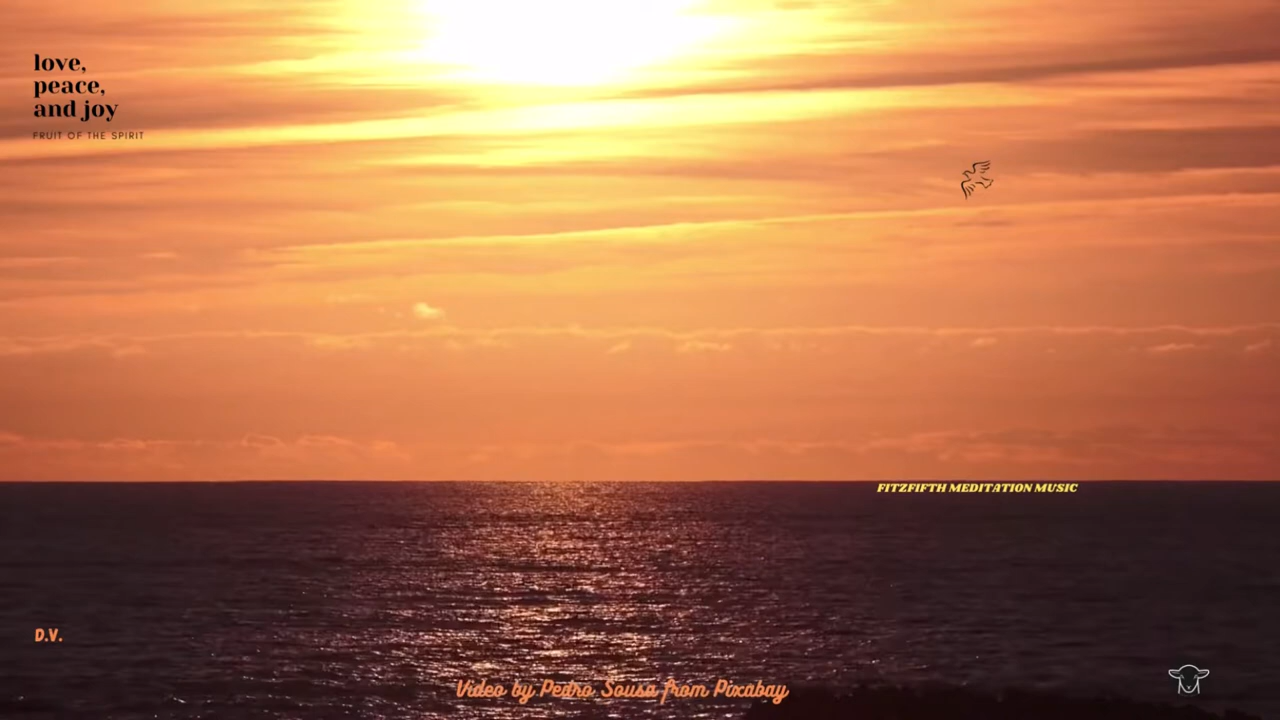 love,
peace,
and joy
FRUIT OF THE SPIRIT
FITZFIFTH MEDITATION MUSIC
D.V.
Video by Pedro Sousa from Pixabay